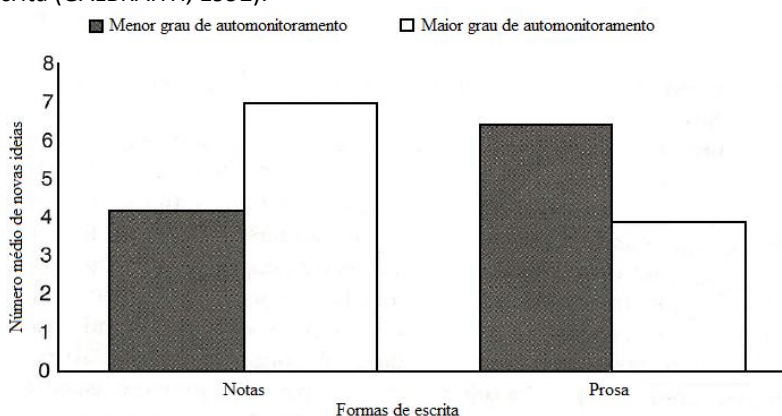 Menor grau de automonitoramento Maior grau de automonitoramento
8
7
6
5
4
3
2
1
0
Número médio de novas ideias
Notas Prosa
Formas de escrita